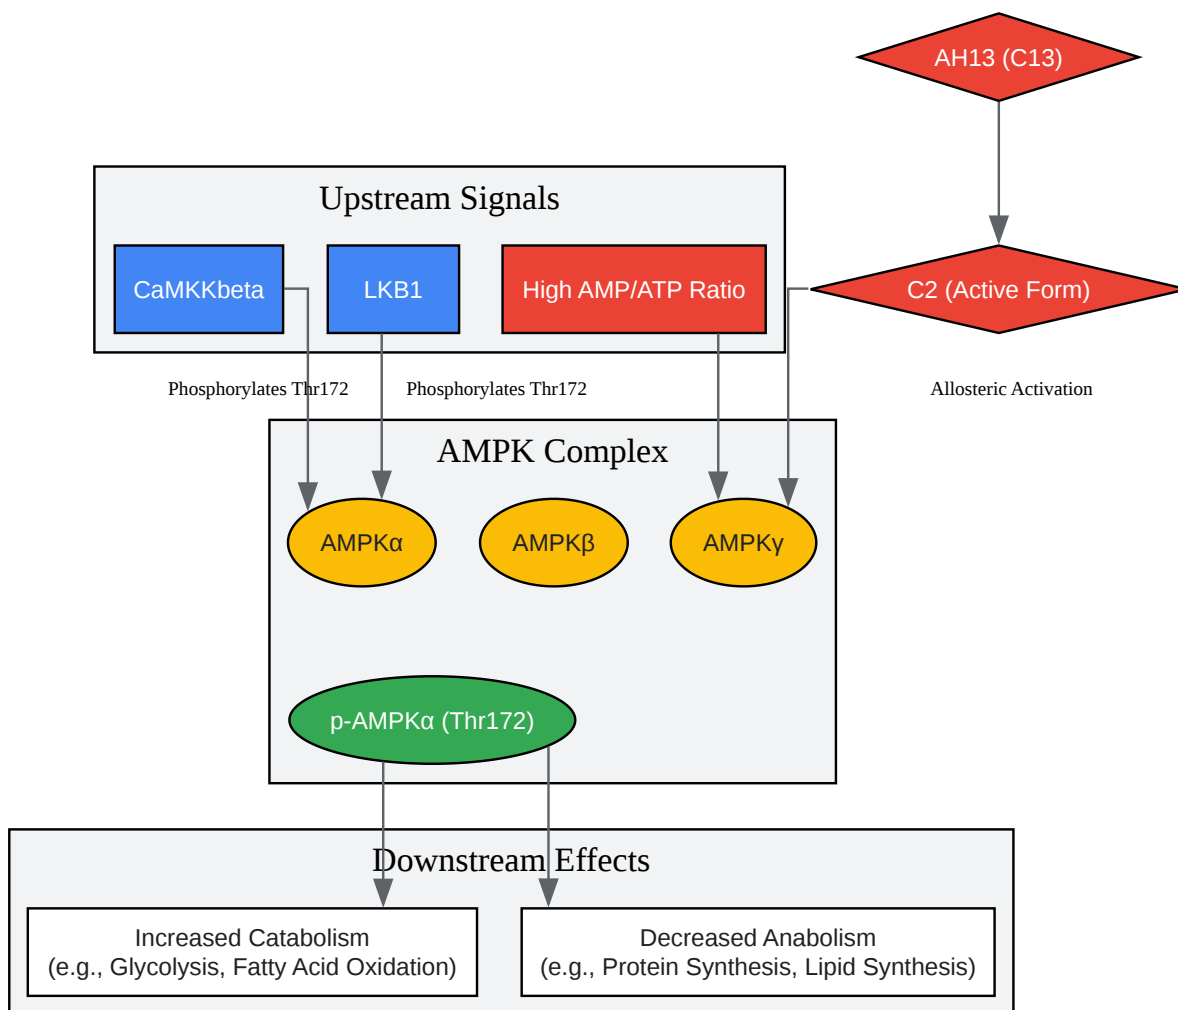 AH13 (C13)
Upstream Signals
CaMKKbeta
LKB1
High AMP/ATP Ratio
C2 (Active Form)
Phosphorylates Thr172
Phosphorylates Thr172
Allosteric Activation
AMPK Complex
AMPKα
AMPKβ
AMPKγ
p-AMPKα (Thr172)
Downstream Effects
Increased Catabolism
(e.g., Glycolysis, Fatty Acid Oxidation)
Decreased Anabolism
(e.g., Protein Synthesis, Lipid Synthesis)